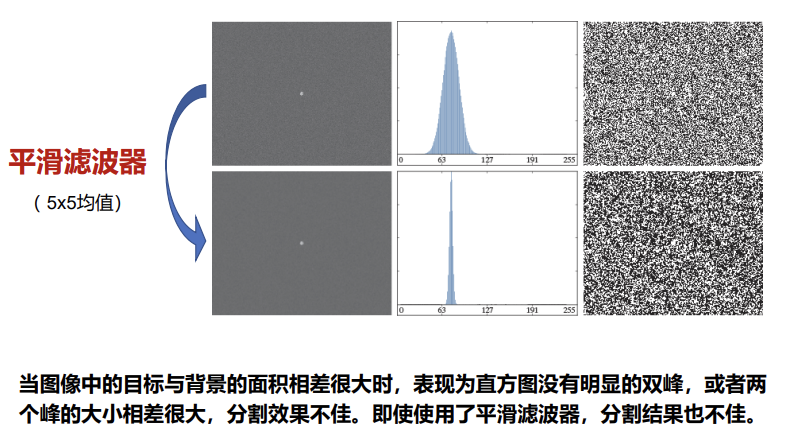 平滑滤波器
（ 5x5均值）
0 63 127 191 255
0 63 127 191 255
当图像中的目标与背景的面积相差很大时，表现为直方图没有明显的双峰，或者两
个峰的大小相差很大，分割效果不佳。即使使用了平滑滤波器，分割结果也不佳。